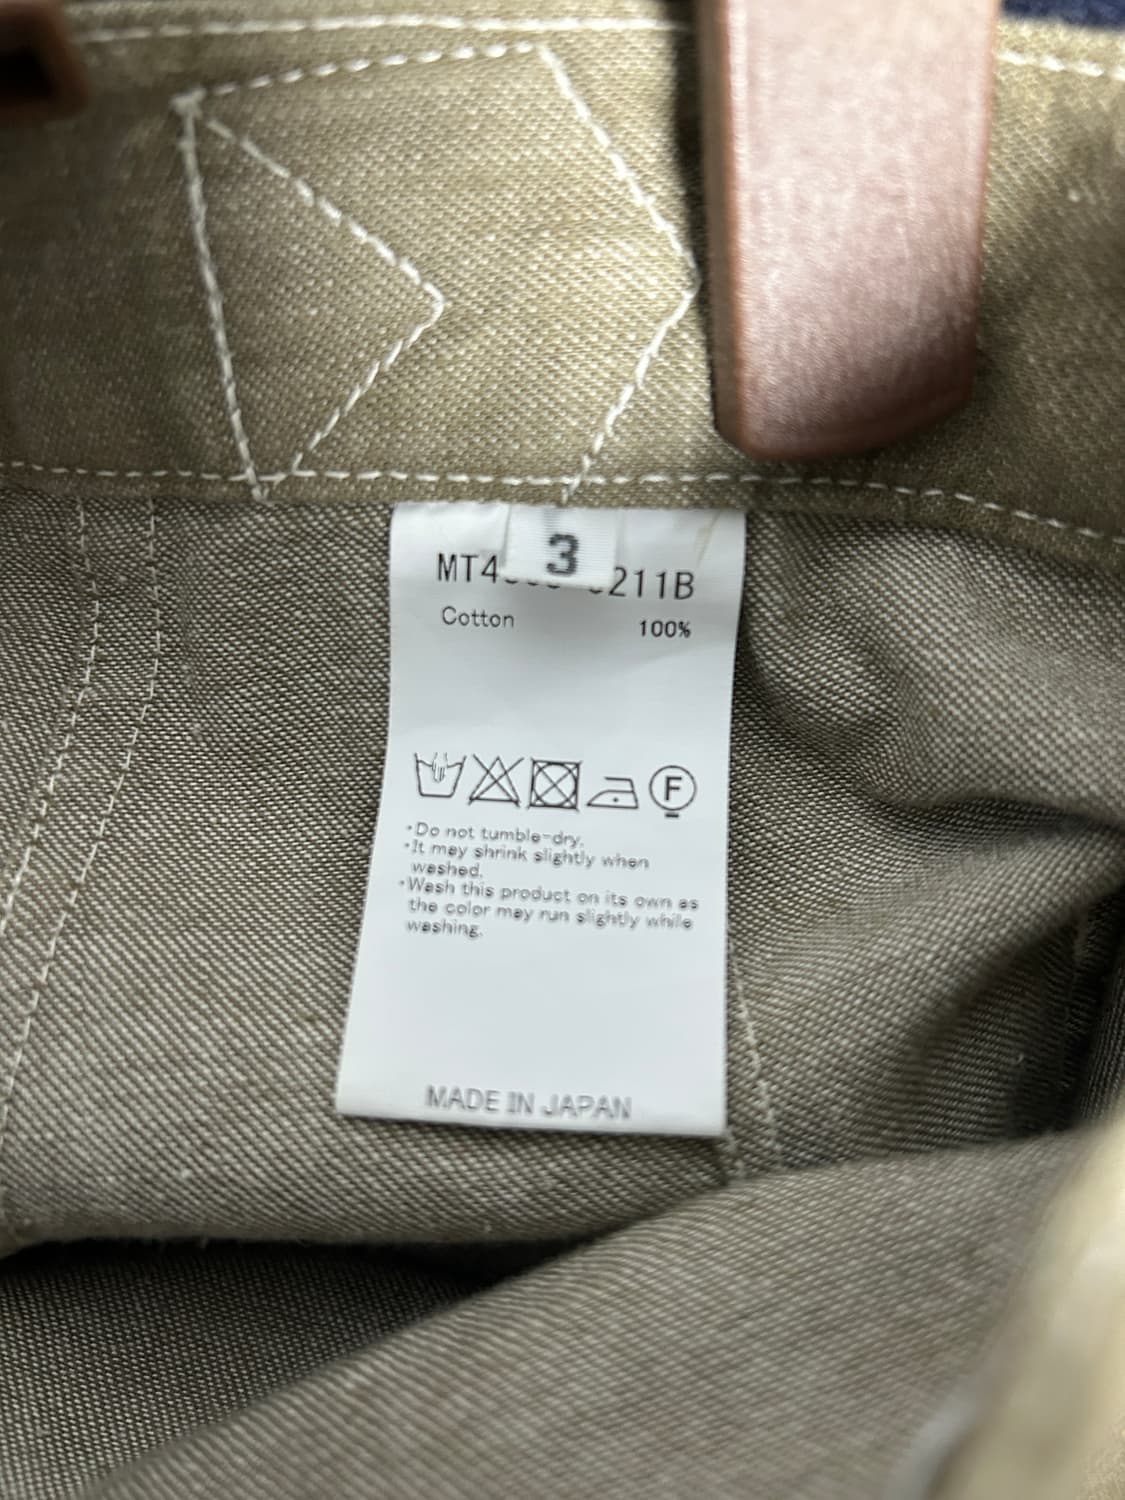 3
Cotton 100%
F
･Do not tumble-dry.
･It may shrink slightly when
washed.
･Wash this product on its own as
the color may run slightly while
washing.
MADE IN JAPAN